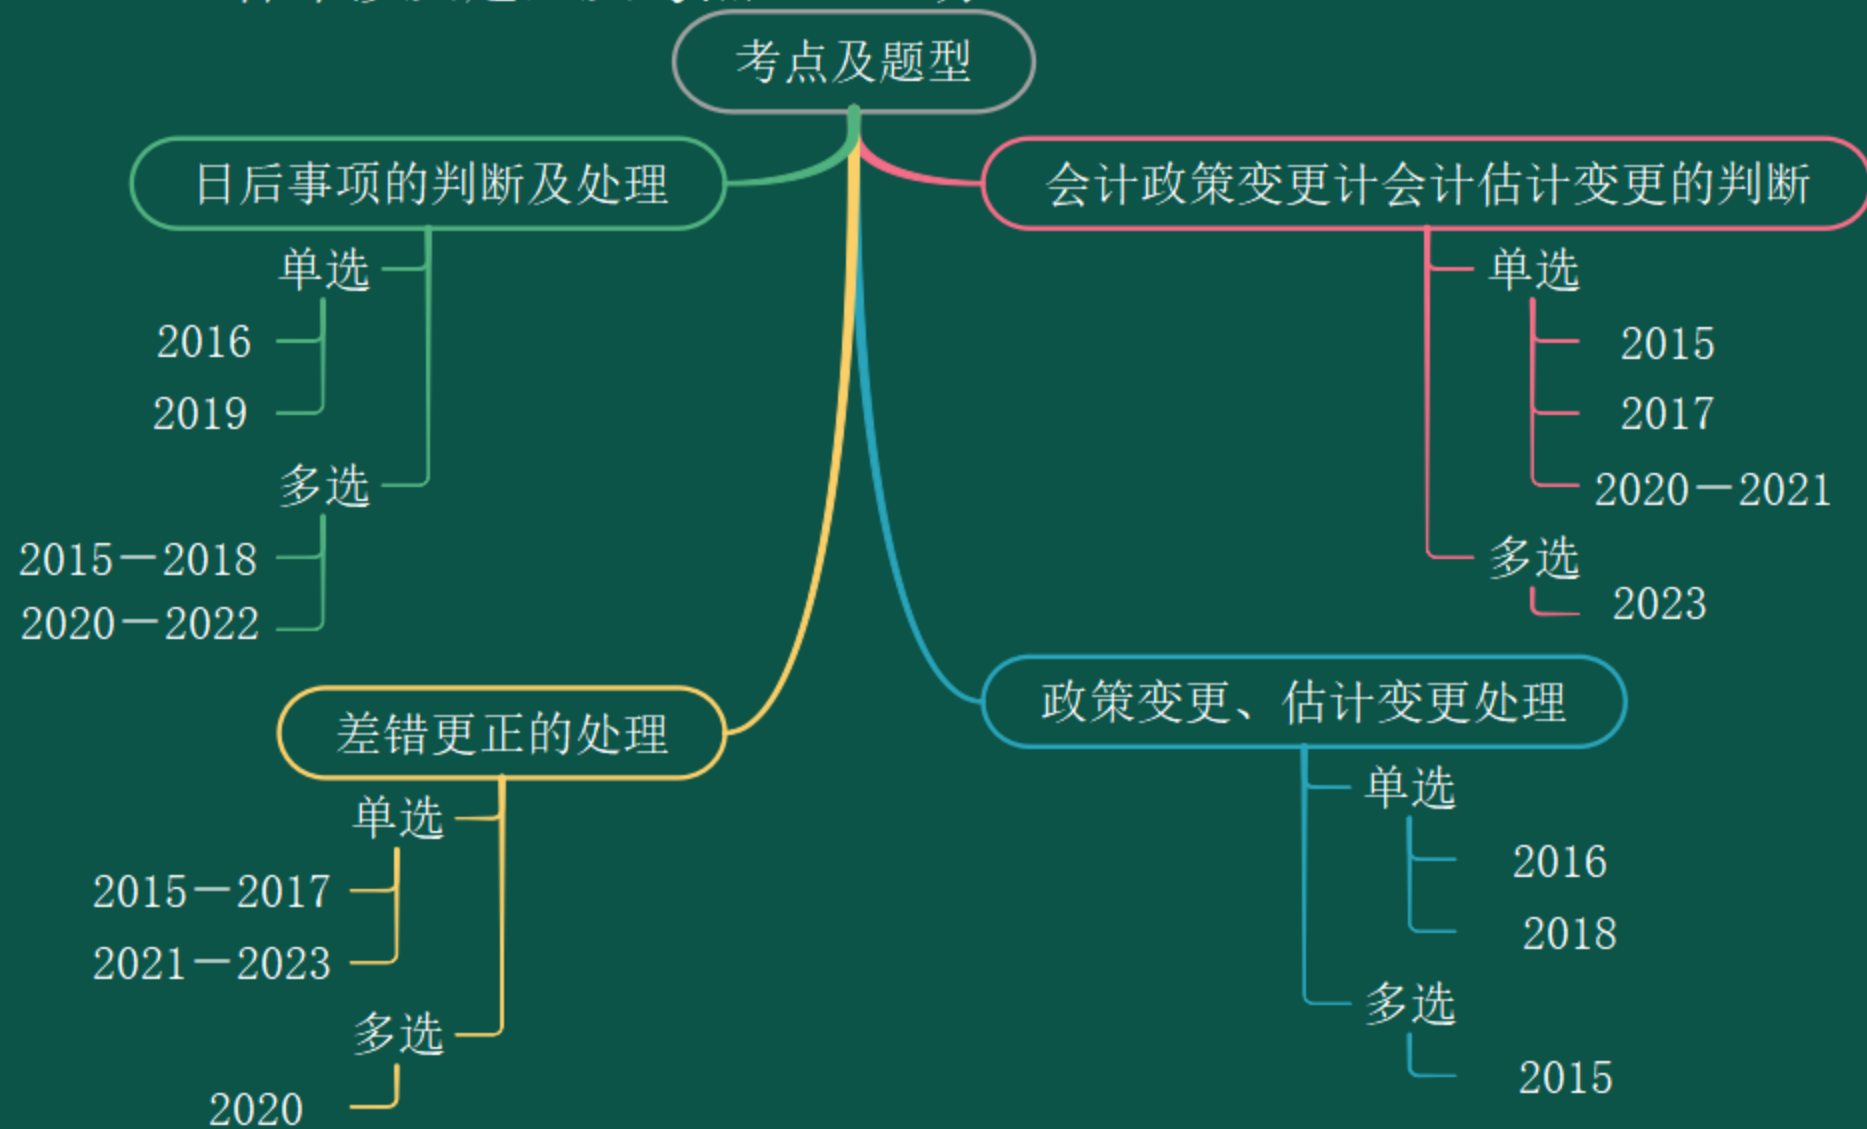 考点及题型
会计政策变更计会计估计变更的判断
单选
2015
2017
2020－2021
多选
2023
政策变更、估计变更处理
单选
2016
2018
多选
2015
差错更正的处理
单选
2015－2017
2021－2023
多选
2020
日后事项的判断及处理
单选
2016
2019
多选
2015－2018
2020－2022